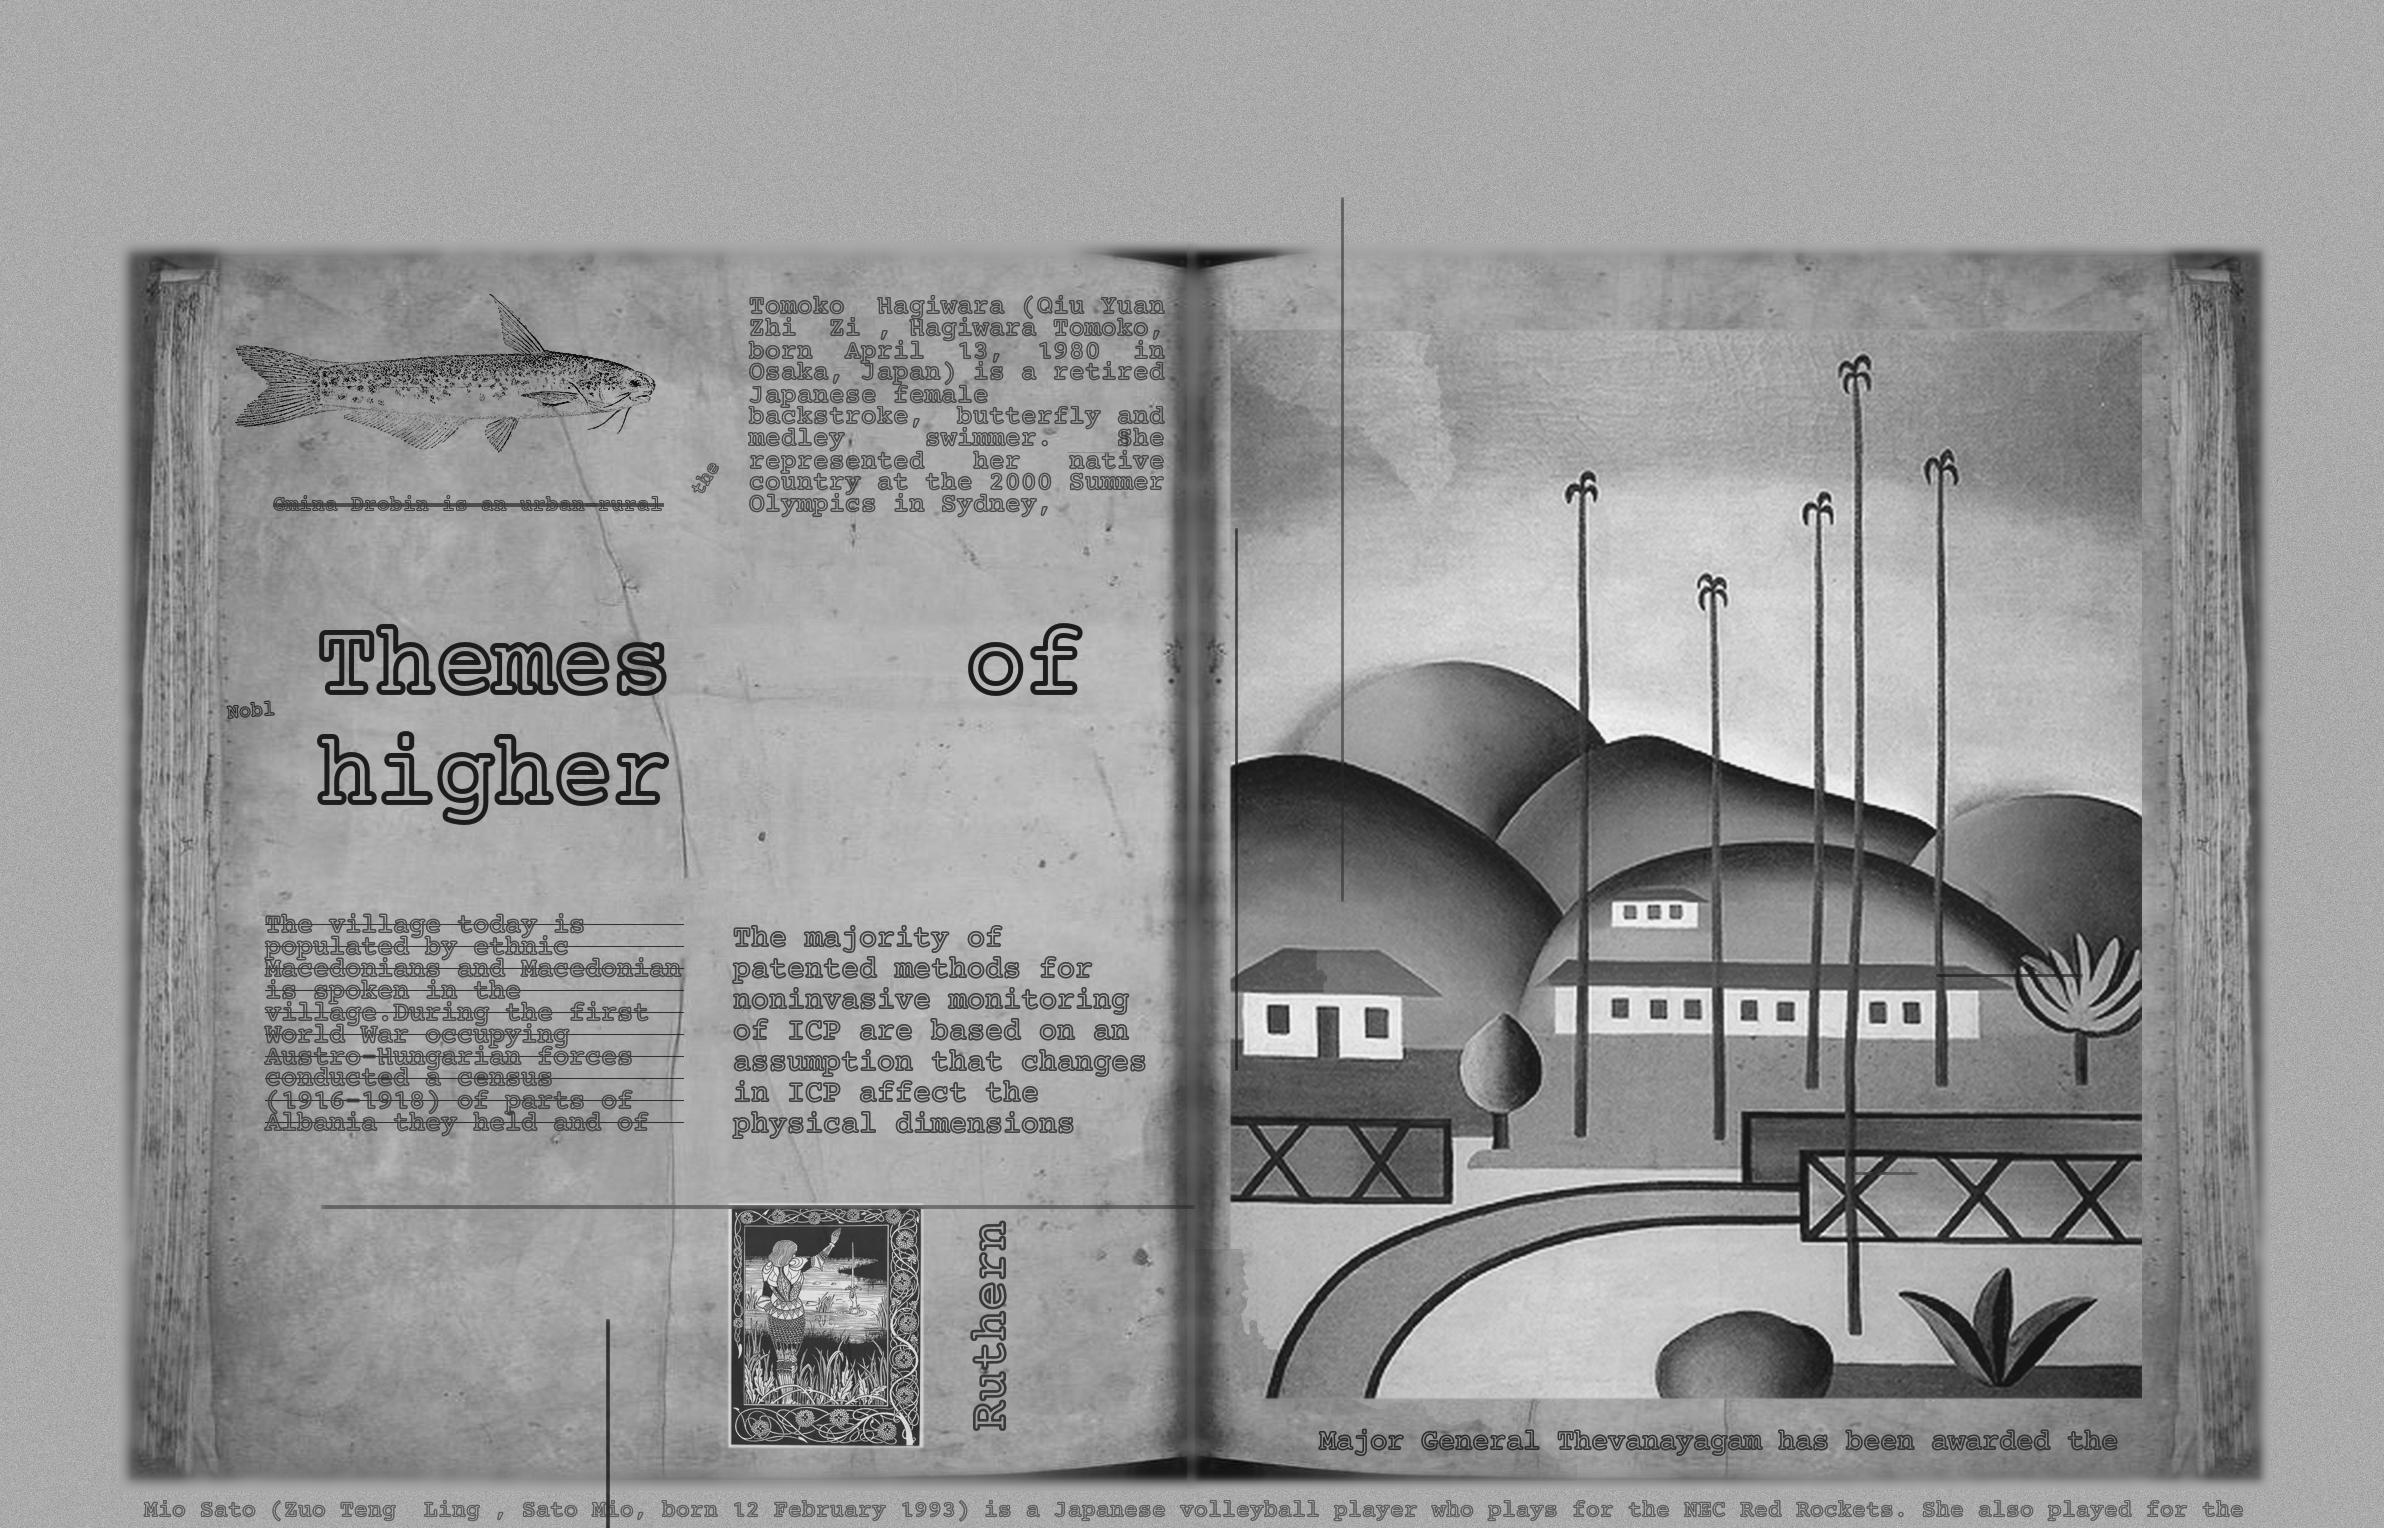 Tomoko Hagiwara (Qiu Yuan
Zhi Zi , Hagiwara Tomoko,
born April 13, 1980 in
Osaka, Japan) is a retired
Japanese female
backstroke, butterfly and
medley swimmer. She
represented her native
country at the 2000 Summer
Olympics in Sydney,
the
Gmina Drobin is an urban-rural
Themes of
higher
Nobl
The village today is
populated by ethnic
Macedonians and Macedonian
is spoken in the
village.During the first
World War occupying
Austro-Hungarian forces
conducted a census
(1916-1918) of parts of
Albania they held and of
The majority of
patented methods for
noninvasive monitoring
of ICP are based on an
assumption that changes
in ICP affect the
physical dimensions
Ruthern
Major General Thevanayagam has been awarded the
Mio Sato (Zuo Teng Ling , Sato Mio, born 12 February 1993) is a Japanese volleyball player who plays for the NEC Red Rockets. She also played for the